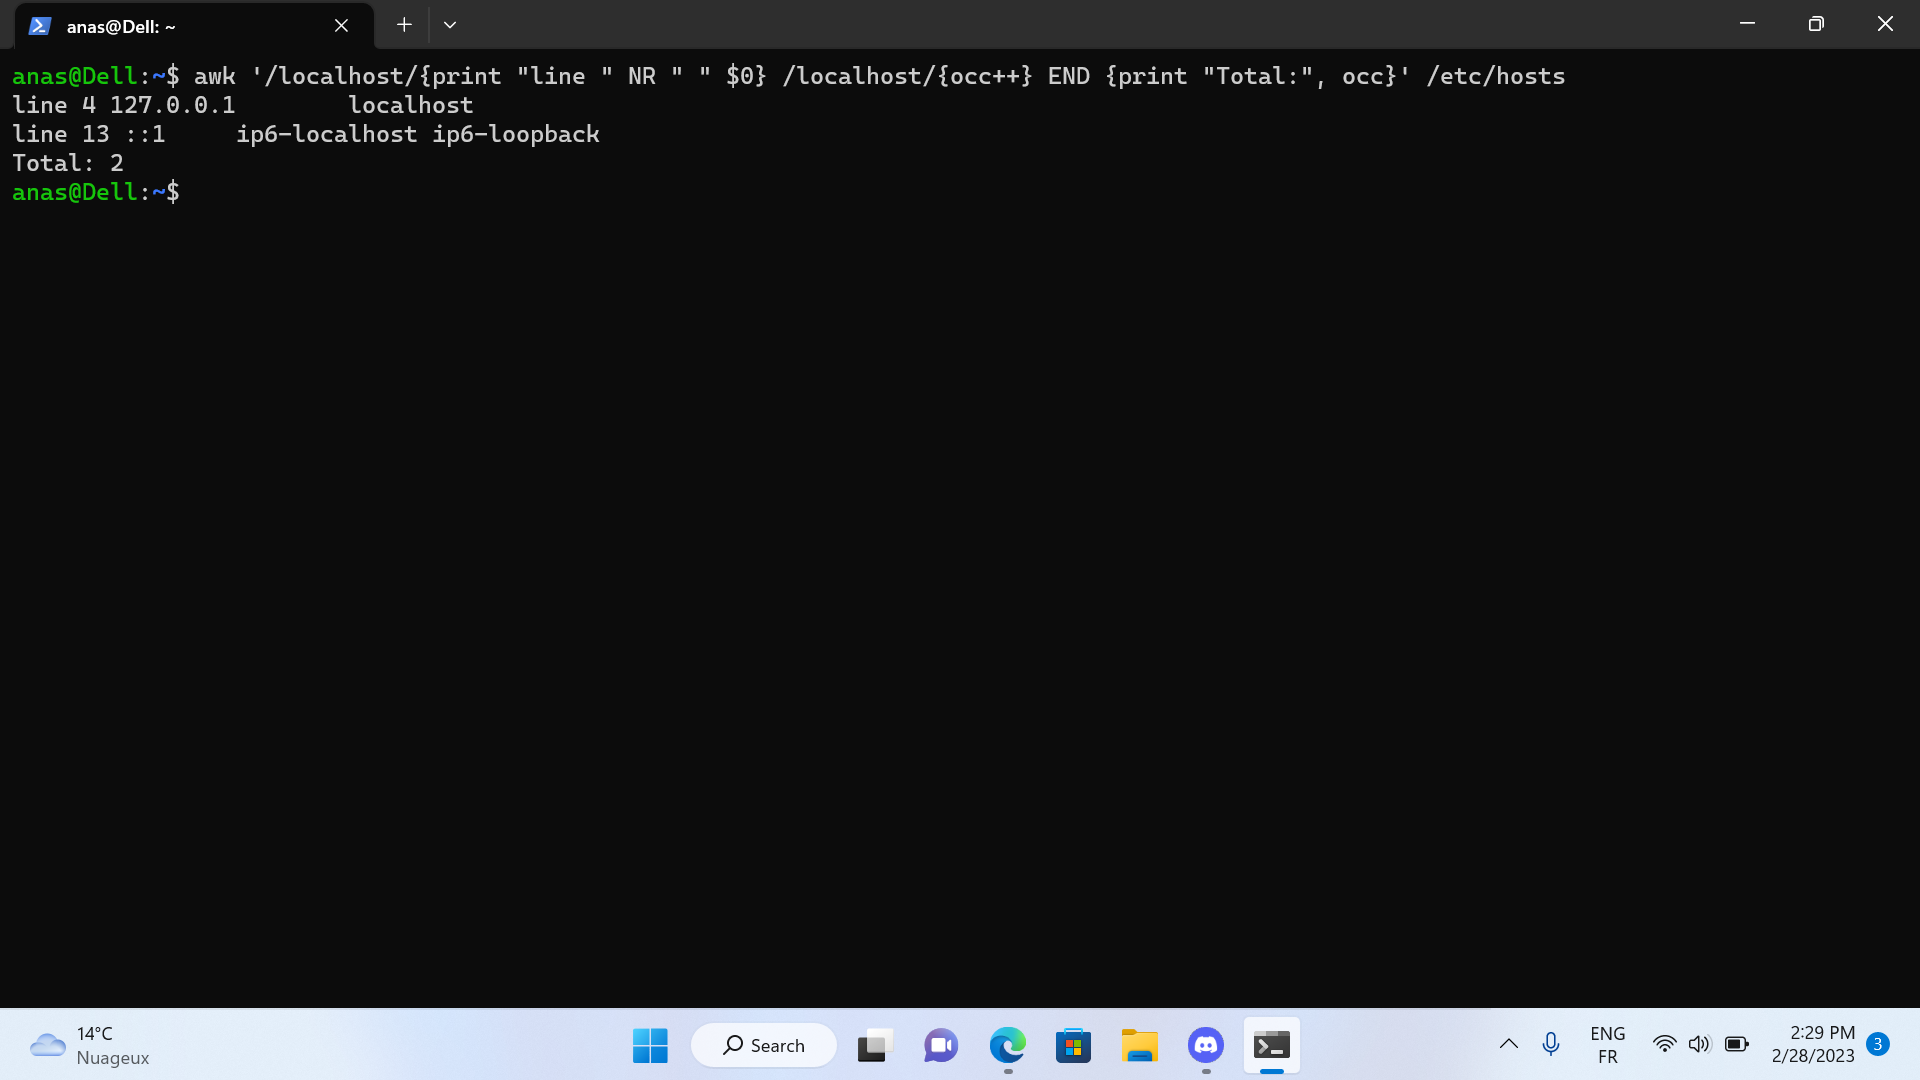 anas@Dell: ~
anas@Dell:~$ awk '/localhost/{print "line " NR " " $0} /localhost/{occ++} END {print "Total:", occ}' /etc/hosts
line 4 127.0.0.1        localhost
line 13 ::1     ip6-localhost ip6-loopback
Total: 2
anas@Dell:~$
14°C
Nuageux
Search
ENG
FR
2:29 PM
2/28/2023
3